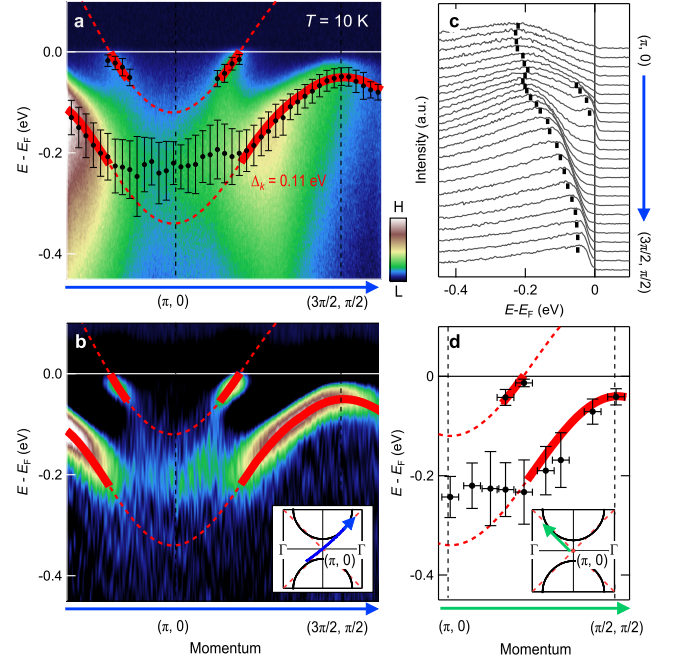 a
T = 10 K
0.0
-0.2
-0.4
E - E_F (eV)
Δ_k = 0.11 eV
H
L
(π, 0)
(3π/2, π/2)
c
Intensity (a.u.)
-0.4
-0.2
0
E-E_F (eV)
(π, 0)
(3π/2, π/2)
b
0.0
-0.2
-0.4
E - E_F (eV)
Γ
Γ
(π, 0)
(π, 0)
(3π/2, π/2)
Momentum
d
0
-0.2
-0.4
E - E_F (eV)
Γ
Γ
(π, 0)
(π, 0)
(π/2, π/2)
Momentum